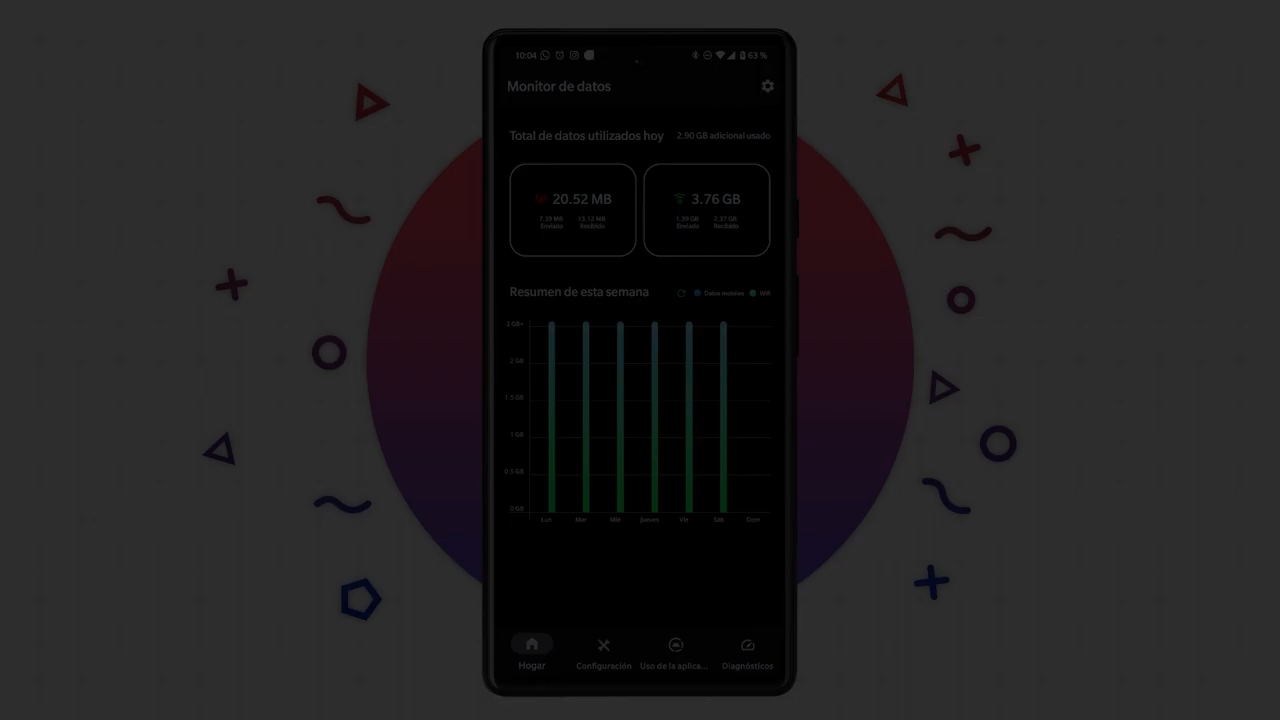 10:04 63 %
Monitor de datos
Total de datos utilizados hoy 2.90 GB adicional usado
20.52 MB 3.76 GB
7.39 MB 13.12 MB 1.39 GB 2.37 GB
Enviado Recibido Enviado Recibido
Resumen de esta semana Datos mobiles Wifi
3 GB+
2 GB
1.5 GB
1 GB
0.5 GB
0 GB
Lun Mar Mié Jueves Vie Sáb Dom
Hogar Configuración Uso de la aplica... Diagnósticos